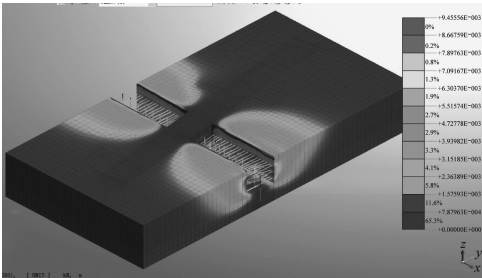 +9.45556E-003
0%
+8.66759E-003
0.2%
+7.89763E-003
0.8%
+7.09167E-003
1.3%
+6.30370E-003
1.9%
+5.51574E-003
2.7%
+4.72778E-003
2.9%
+3.93982E-003
3.3%
+3.15185E-003
4.1%
+2.36389E-003
5.8%
+1.57593E-003
11.6%
+7.87963E-004
65.3%
+0.00000E+000
z
y
x
[ UNIT ] kN, m